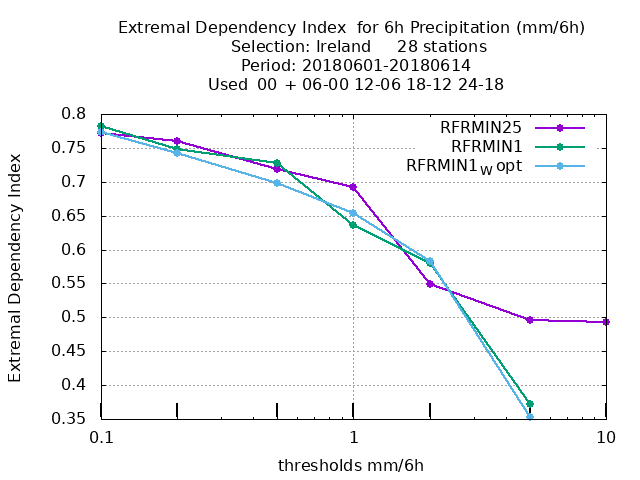 Extremal Dependency Index  for 6h Precipitation (mm/6h)
Selection: Ireland     28 stations
Period: 20180601-20180614
Used  00  + 06-00 12-06 18-12 24-18
RFRMIN25
RFRMIN1
RFRMIN1W opt
Extremal Dependency Index
0.8
0.75
0.7
0.65
0.6
0.55
0.5
0.45
0.4
0.35
0.1
1
10
thresholds mm/6h